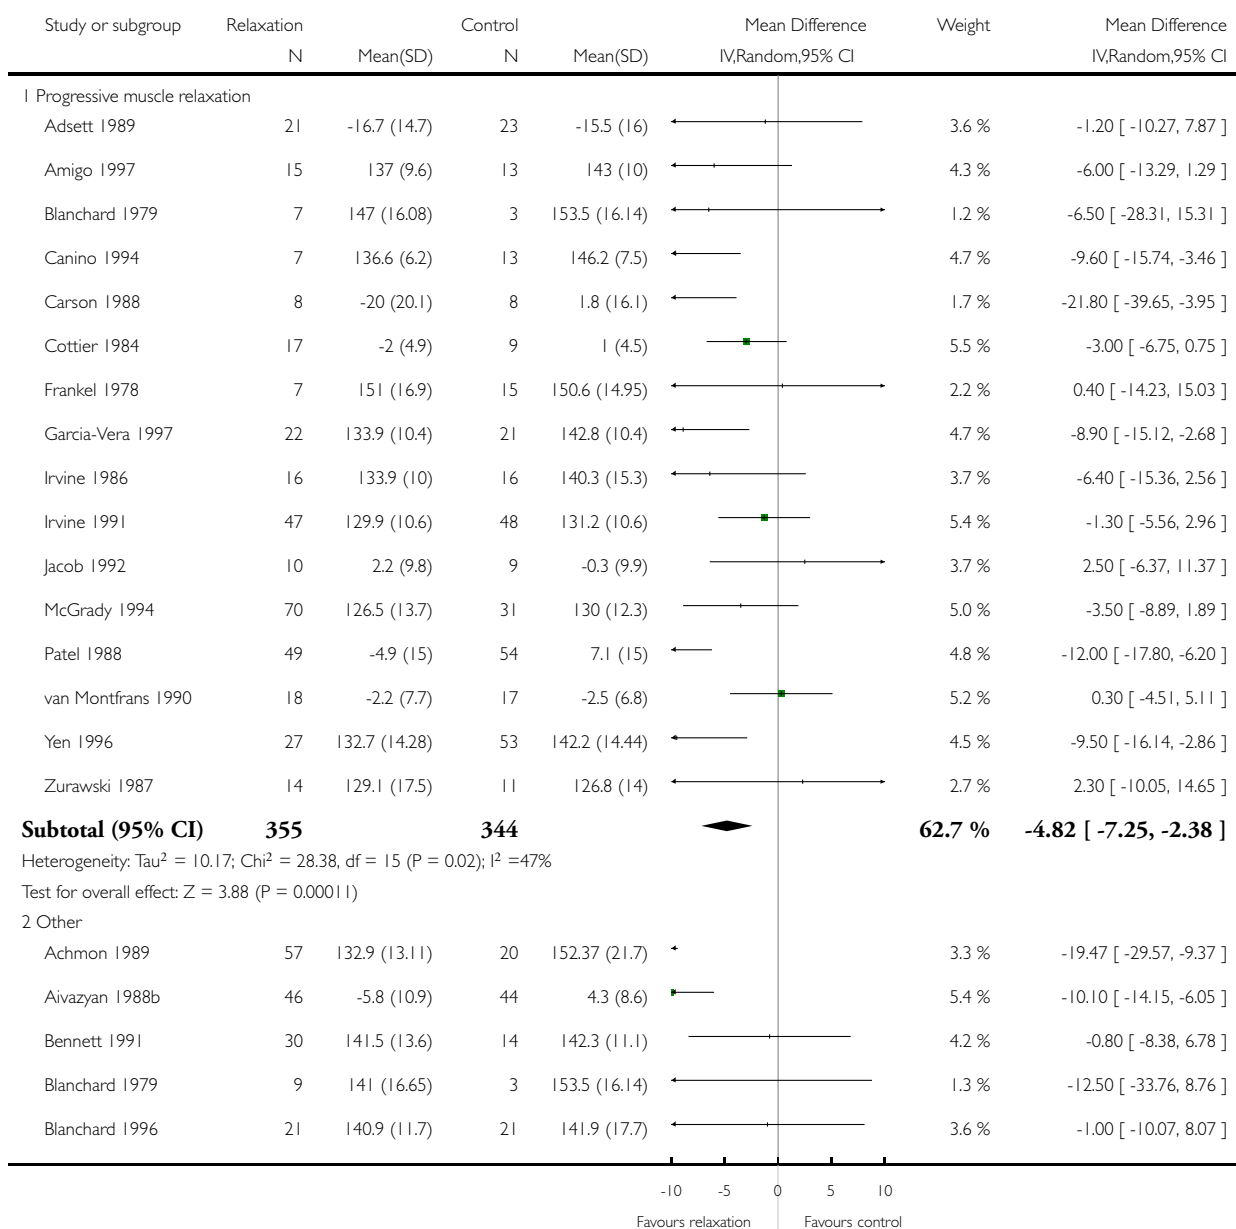 Study or subgroup Relaxation Control Mean Difference Weight Mean Difference
N Mean(SD) N Mean(SD) IV,Random,95% CI IV,Random,95% CI
1 Progressive muscle relaxation
Adsett 1989 21 -16.7 (14.7) 23 -15.5 (16) 3.6 % -1.20 [ -10.27, 7.87 ]
Amigo 1997 15 137 (9.6) 13 143 (10) 4.3 % -6.00 [ -13.29, 1.29 ]
Blanchard 1979 7 147 (16.08) 3 153.5 (16.14) 1.2 % -6.50 [ -28.31, 15.31 ]
Canino 1994 7 136.6 (6.2) 13 146.2 (7.5) 4.7 % -9.60 [ -15.74, -3.46 ]
Carson 1988 8 -20 (20.1) 8 1.8 (16.1) 1.7 % -21.80 [ -39.65, -3.95 ]
Cottier 1984 17 -2 (4.9) 9 1 (4.5) 5.5 % -3.00 [ -6.75, 0.75 ]
Frankel 1978 7 151 (16.9) 15 150.6 (14.95) 2.2 % 0.40 [ -14.23, 15.03 ]
Garcia-Vera 1997 22 133.9 (10.4) 21 142.8 (10.4) 4.7 % -8.90 [ -15.12, -2.68 ]
Irvine 1986 16 133.9 (10) 16 140.3 (15.3) 3.7 % -6.40 [ -15.36, 2.56 ]
Irvine 1991 47 129.9 (10.6) 48 131.2 (10.6) 5.4 % -1.30 [ -5.56, 2.96 ]
Jacob 1992 10 2.2 (9.8) 9 -0.3 (9.9) 3.7 % 2.50 [ -6.37, 11.37 ]
McGrady 1994 70 126.5 (13.7) 31 130 (12.3) 5.0 % -3.50 [ -8.89, 1.89 ]
Patel 1988 49 -4.9 (15) 54 7.1 (15) 4.8 % -12.00 [ -17.80, -6.20 ]
van Montfrans 1990 18 -2.2 (7.7) 17 -2.5 (6.8) 5.2 % 0.30 [ -4.51, 5.11 ]
Yen 1996 27 132.7 (14.28) 53 142.2 (14.44) 4.5 % -9.50 [ -16.14, -2.86 ]
Zurawski 1987 14 129.1 (17.5) 11 126.8 (14) 2.7 % 2.30 [ -10.05, 14.65 ]
Subtotal (95% CI) 355 344 62.7 % -4.82 [ -7.25, -2.38 ]
Heterogeneity: Tau² = 10.17; Chi² = 28.38, df = 15 (P = 0.02); I² =47%
Test for overall effect: Z = 3.88 (P = 0.00011)
2 Other
Achmon 1989 57 132.9 (13.11) 20 152.37 (21.7) 3.3 % -19.47 [ -29.57, -9.37 ]
Aivazyan 1988b 46 -5.8 (10.9) 44 4.3 (8.6) 5.4 % -10.10 [ -14.15, -6.05 ]
Bennett 1991 30 141.5 (13.6) 14 142.3 (11.1) 4.2 % -0.80 [ -8.38, 6.78 ]
Blanchard 1979 9 141 (16.65) 3 153.5 (16.14) 1.3 % -12.50 [ -33.76, 8.76 ]
Blanchard 1996 21 140.9 (11.7) 21 141.9 (17.7) 3.6 % -1.00 [ -10.07, 8.07 ]
-10 -5 0 5 10
Favours relaxation Favours control